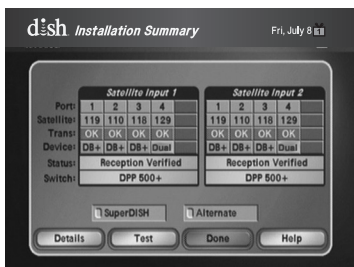 dish Installation Summary Fri, July 8
Satellite Input 1 Satellite Input 2
Port: 1 2 3 4 1 2 3 4
Satellite: 119 110 118 129 119 110 118 129
Trans: OK OK OK OK OK OK OK OK
Device: DB+ DB+ DB+ Dual DB+ DB+ DB+ Dual
Status: Reception Verified Reception Verified
Switch: DPP 500+ DPP 500+
SuperDISH Alternate
Details Test Done Help